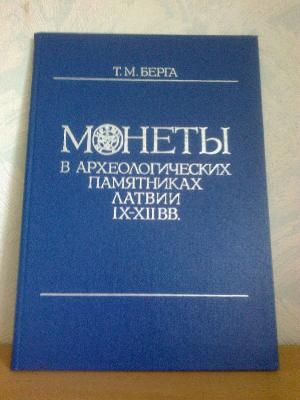 Т.М. БЕРГА
МОНЕТЫ
В АРХЕОЛОГИЧЕСКИХ
ПАМЯТНИКАХ
ЛАТВИИ
IX-XII ВВ.